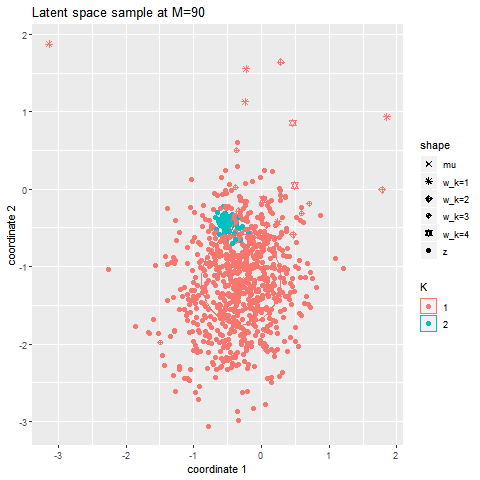 Latent space sample at M=90
2
1
0
-1
-2
-3
coordinate 2
-3
-2
-1
0
1
2
coordinate 1
shape
mu
w_k=1
w_k=2
w_k=3
w_k=4
z
K
1
2